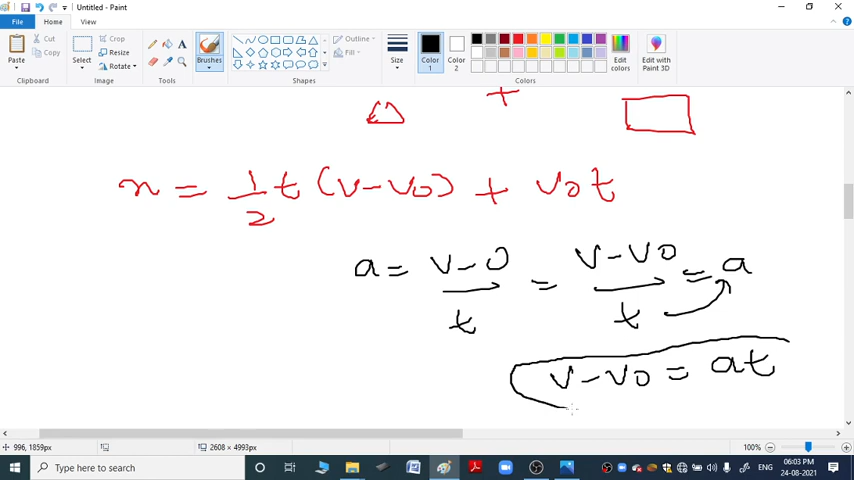 Untitled - Paint
File Home View
Paste Cut Copy Clipboard
Select Crop Resize Rotate Image
A Tools
Brushes
Outline Fill Shapes
Size
Color 1 Color 2 Edit colors Colors
Edit with Paint 3D
+
x = 1/2 t (v-v0) + v0t
a = v-0/t = v-v0/t = a
v-v0 = at
996, 1859px 2608 × 4993px 100%
Type here to search ENG 06:03 PM 24-08-2021